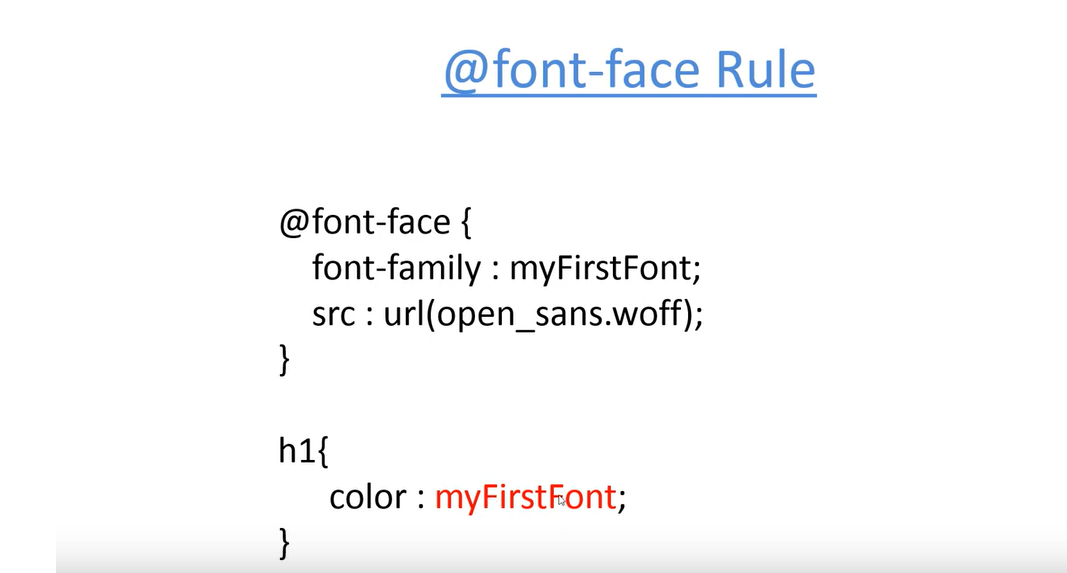 @font-face Rule
@font-face {
font-family : myFirstFont;
src : url(open_sans.woff);
}
h1{
color : myFirstFont;
}